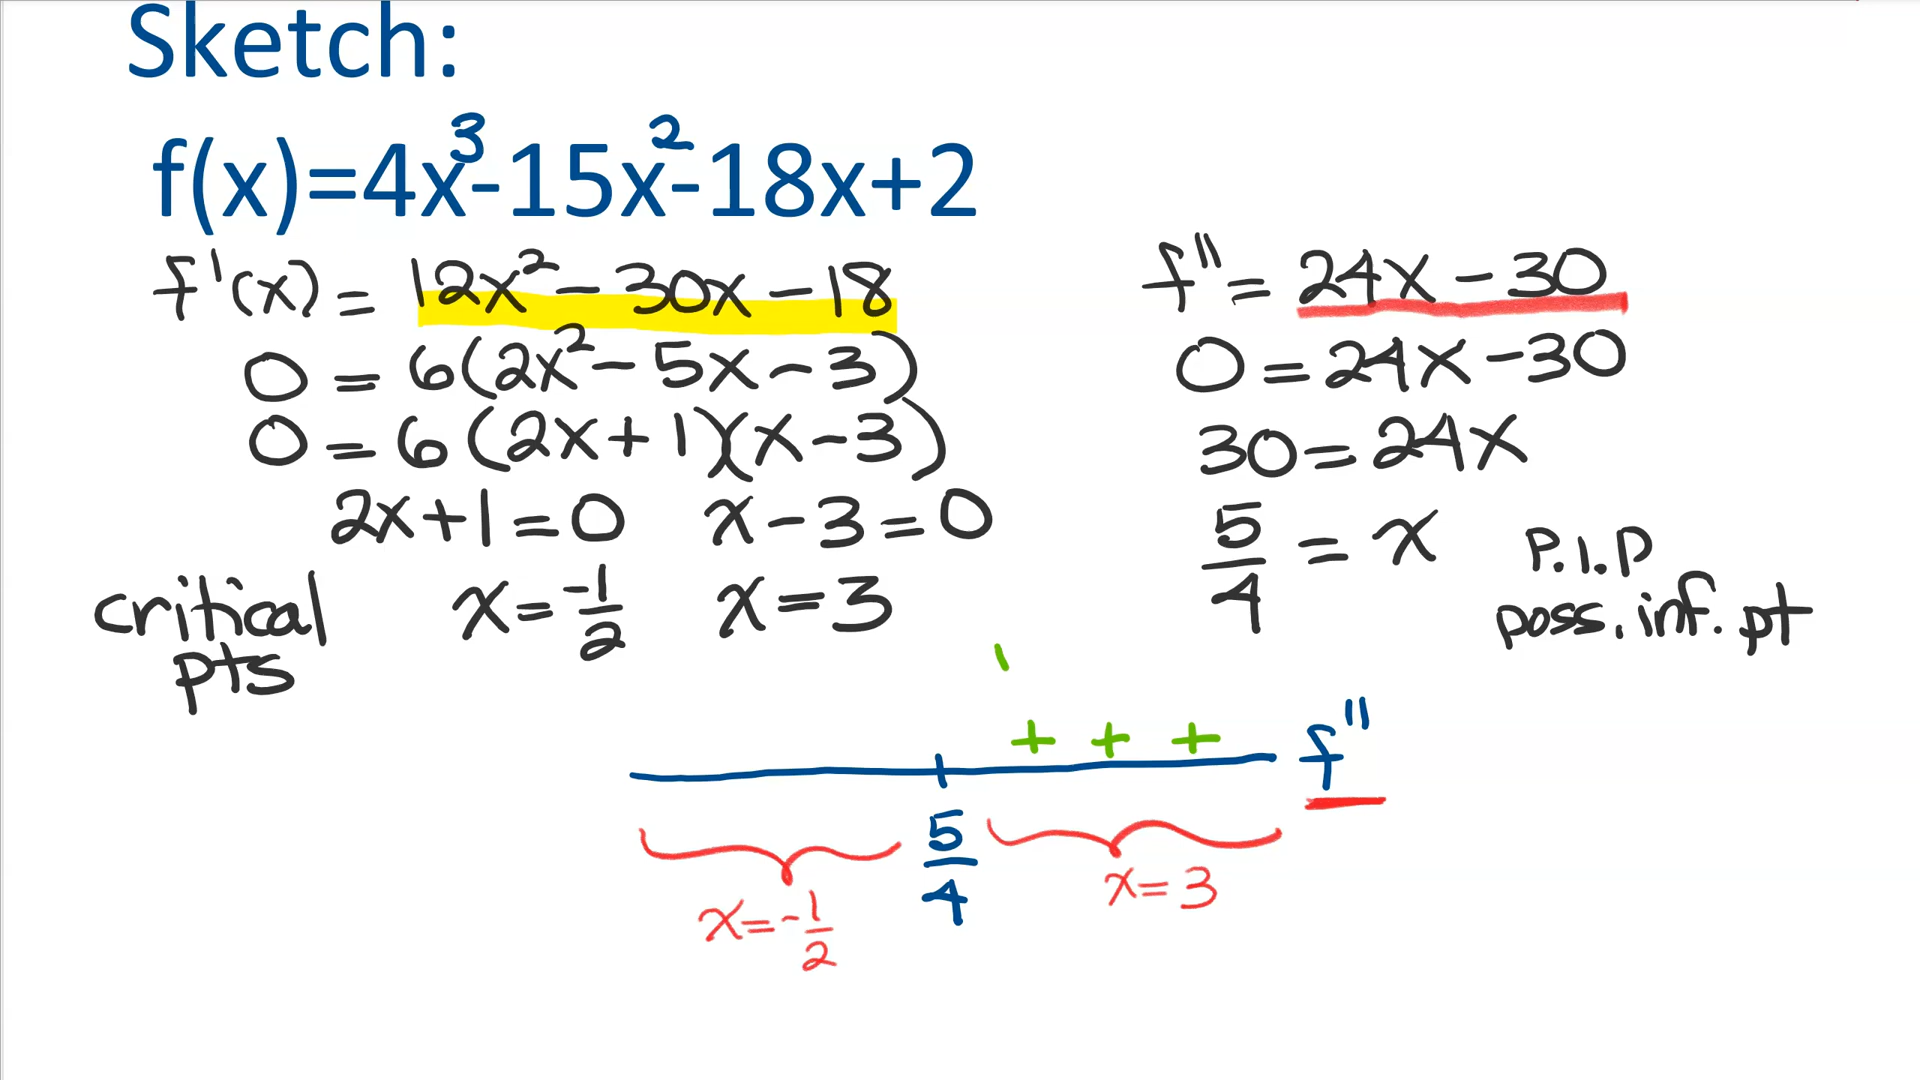 Sketch:
f(x)=4x³-15x²-18x+2
f'(x) = 12x² - 30x - 18
0 = 6(2x² - 5x - 3)
0 = 6(2x+1)(x-3)
2x+1=0 x-3=0
critical pts x=-1/2 x=3
f''= 24x-30
0=24x-30
30=24x
5/4 = x P.I.P
poss. inf. pt
+ + + f''
5/4
x=-1/2 x=3